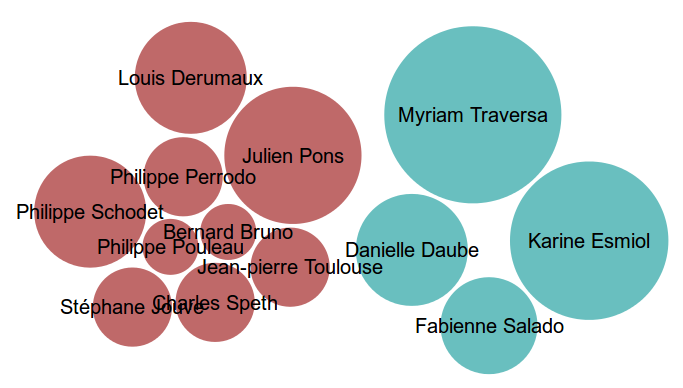 Louis Derumaux
Myriam Traversa
Julien Pons
Philippe Perrodo
Philippe Schodet
Bernard Bruno
Philippe Pouleau
Karine Esmiol
Danielle Daube
Jean-pierre Toulouse
Stéphane Jouve
Charles Speth
Fabienne Salado